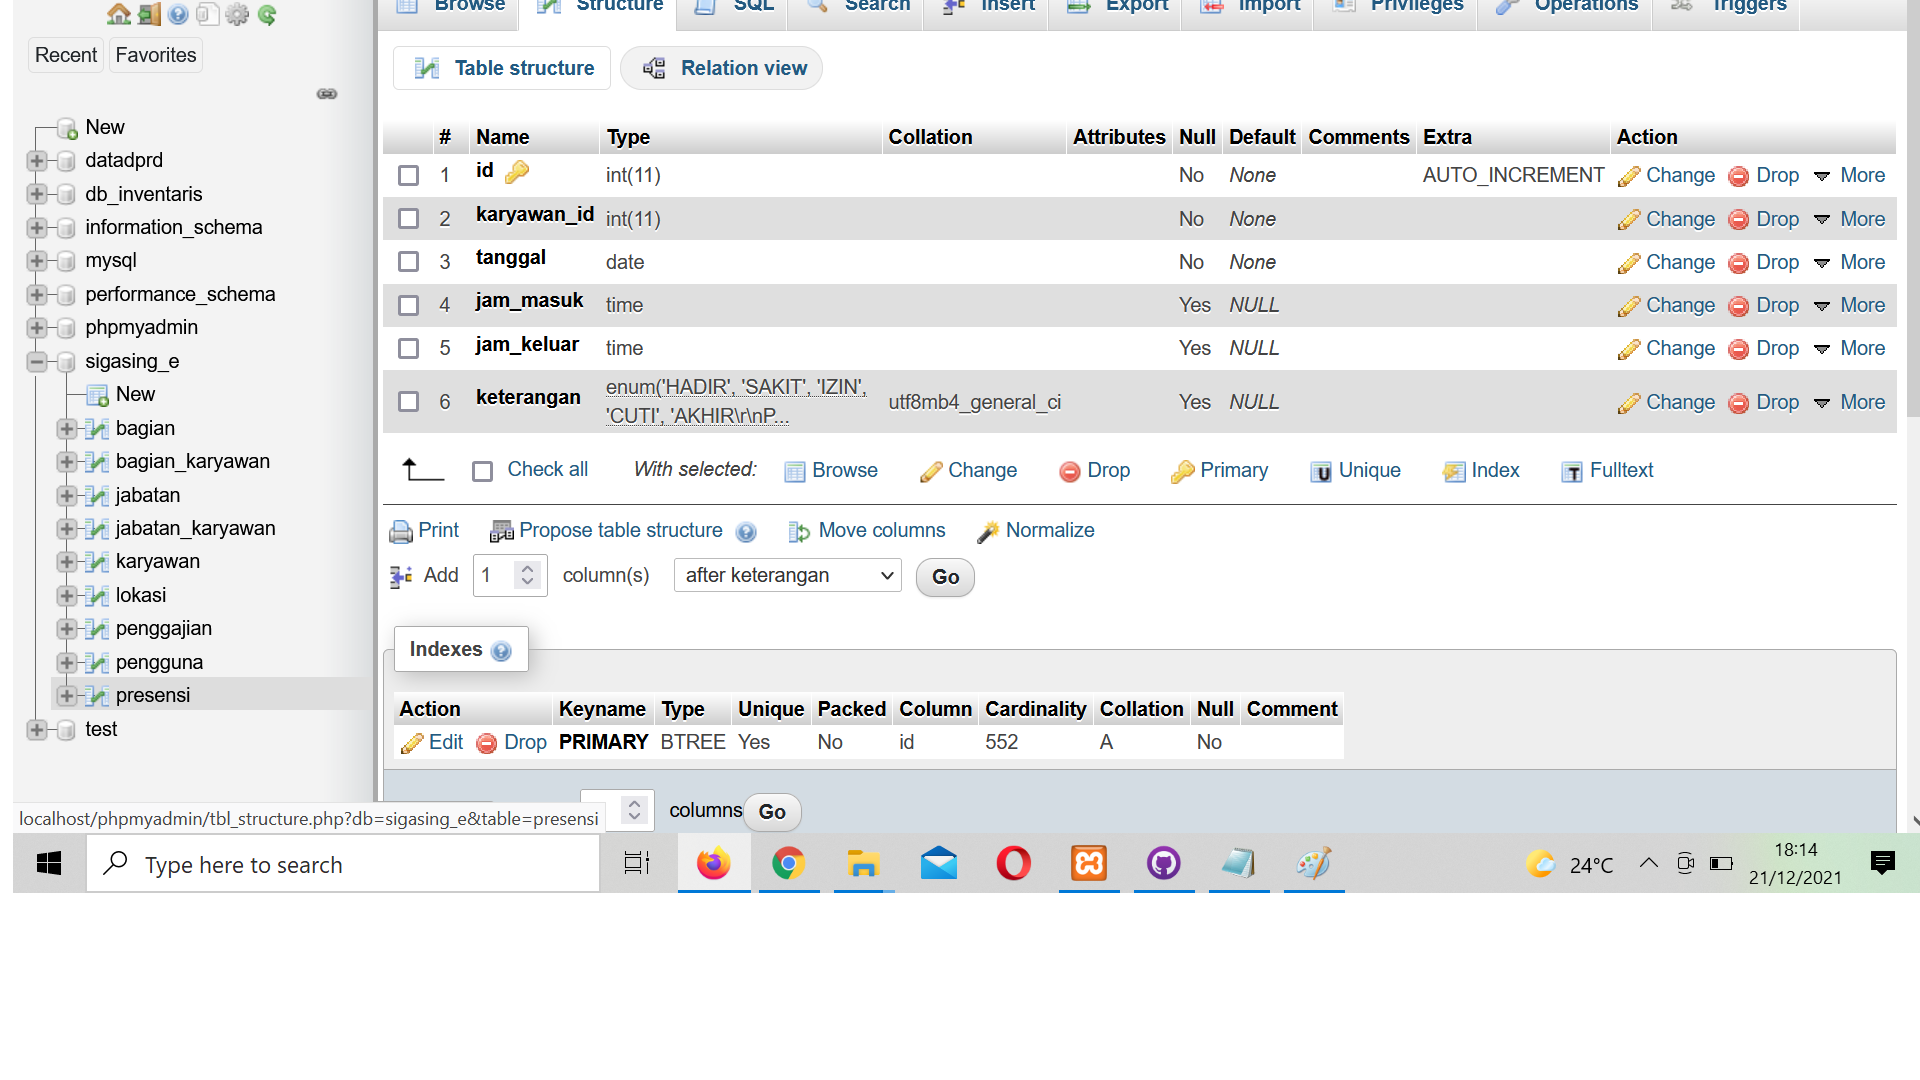 Browse Structure SQL Search Insert Export Import Privileges Operations Triggers
Recent Favorites
Table structure Relation view
New
datadprd
db_inventaris
information_schema
mysql
performance_schema
phpmyadmin
sigasing_e
New
bagian
bagian_karyawan
jabatan
jabatan_karyawan
karyawan
lokasi
penggajian
pengguna
presensi
test
# Name Type Collation Attributes Null Default Comments Extra Action
1 id int(11) No None AUTO_INCREMENT Change Drop More
2 karyawan_id int(11) No None Change Drop More
3 tanggal date No None Change Drop More
4 jam_masuk time Yes NULL Change Drop More
5 jam_keluar time Yes NULL Change Drop More
6 keterangan enum('HADIR', 'SAKIT', 'IZIN', 'CUTI', 'AKHIR\r\nP... utf8mb4_general_ci Yes NULL Change Drop More
Check all With selected: Browse Change Drop Primary Unique Index Fulltext
Print Propose table structure Move columns Normalize
Add 1 column(s) after keterangan Go
Indexes
Action Keyname Type Unique Packed Column Cardinality Collation Null Comment
Edit Drop PRIMARY BTREE Yes No id 552 A No
columns Go
localhost/phpmyadmin/tbl_structure.php?db=sigasing_e&table=presensi
Type here to search
24°C
18:14
21/12/2021